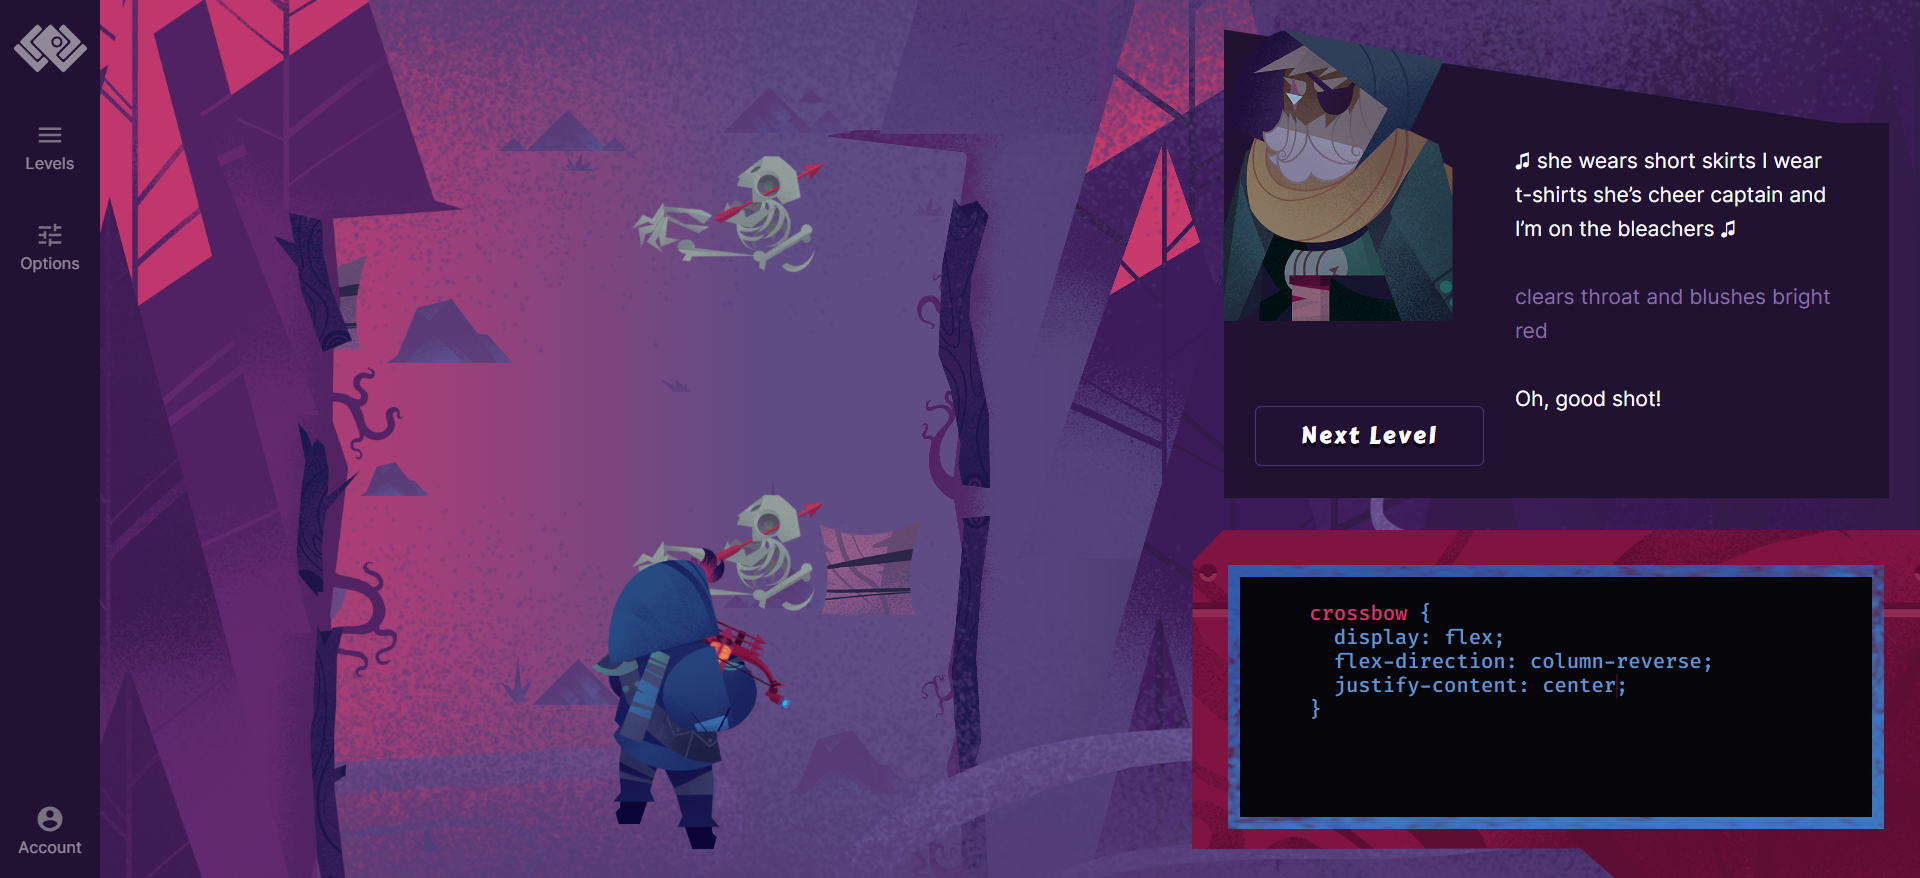 Levels
Options
Account
♫ she wears short skirts I wear
t-shirts she’s cheer captain and
I’m on the bleachers ♫
clears throat and blushes bright
red
Oh, good shot!
Next Level
crossbow {
  display: flex;
  flex-direction: column-reverse;
  justify-content: center;
}